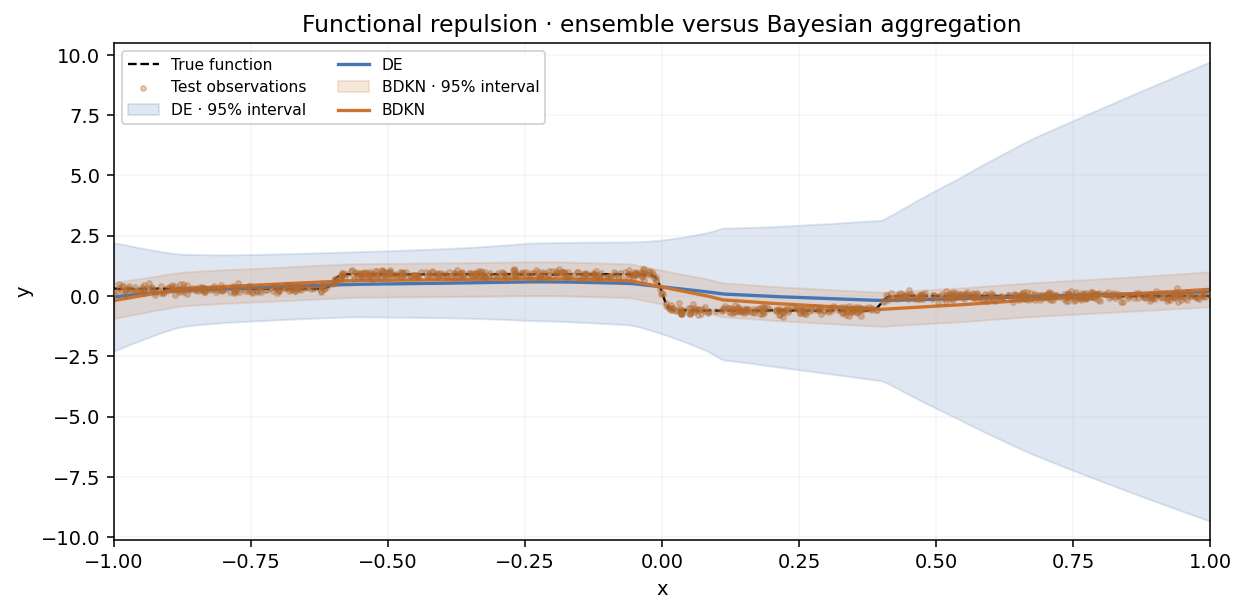 Functional repulsion · ensemble versus Bayesian aggregation
True function
Test observations
DE · 95% interval
DE
BDKN · 95% interval
BDKN
10.0
7.5
5.0
2.5
0.0
−2.5
−5.0
−7.5
−10.0
y
−1.00 −0.75 −0.50 −0.25 0.00 0.25 0.50 0.75 1.00
x